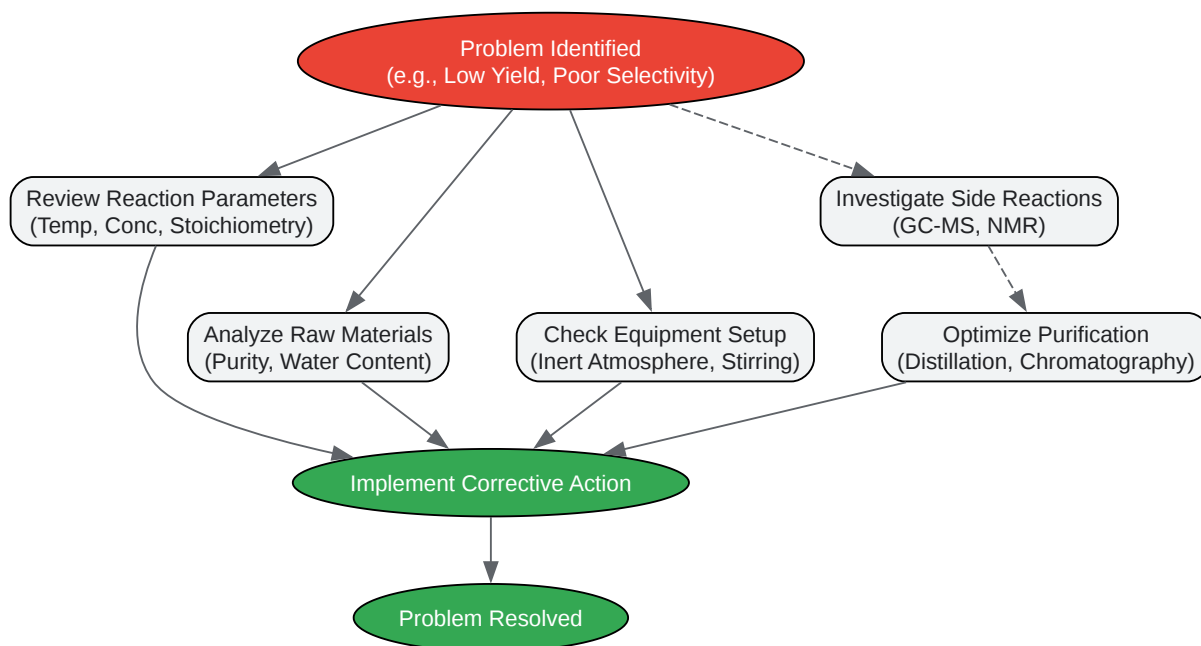 Problem Identified
(e.g., Low Yield, Poor Selectivity)
Review Reaction Parameters
(Temp, Conc, Stoichiometry)
Investigate Side Reactions
(GC-MS, NMR)
Analyze Raw Materials
(Purity, Water Content)
Check Equipment Setup
(Inert Atmosphere, Stirring)
Optimize Purification
(Distillation, Chromatography)
Implement Corrective Action
Problem Resolved